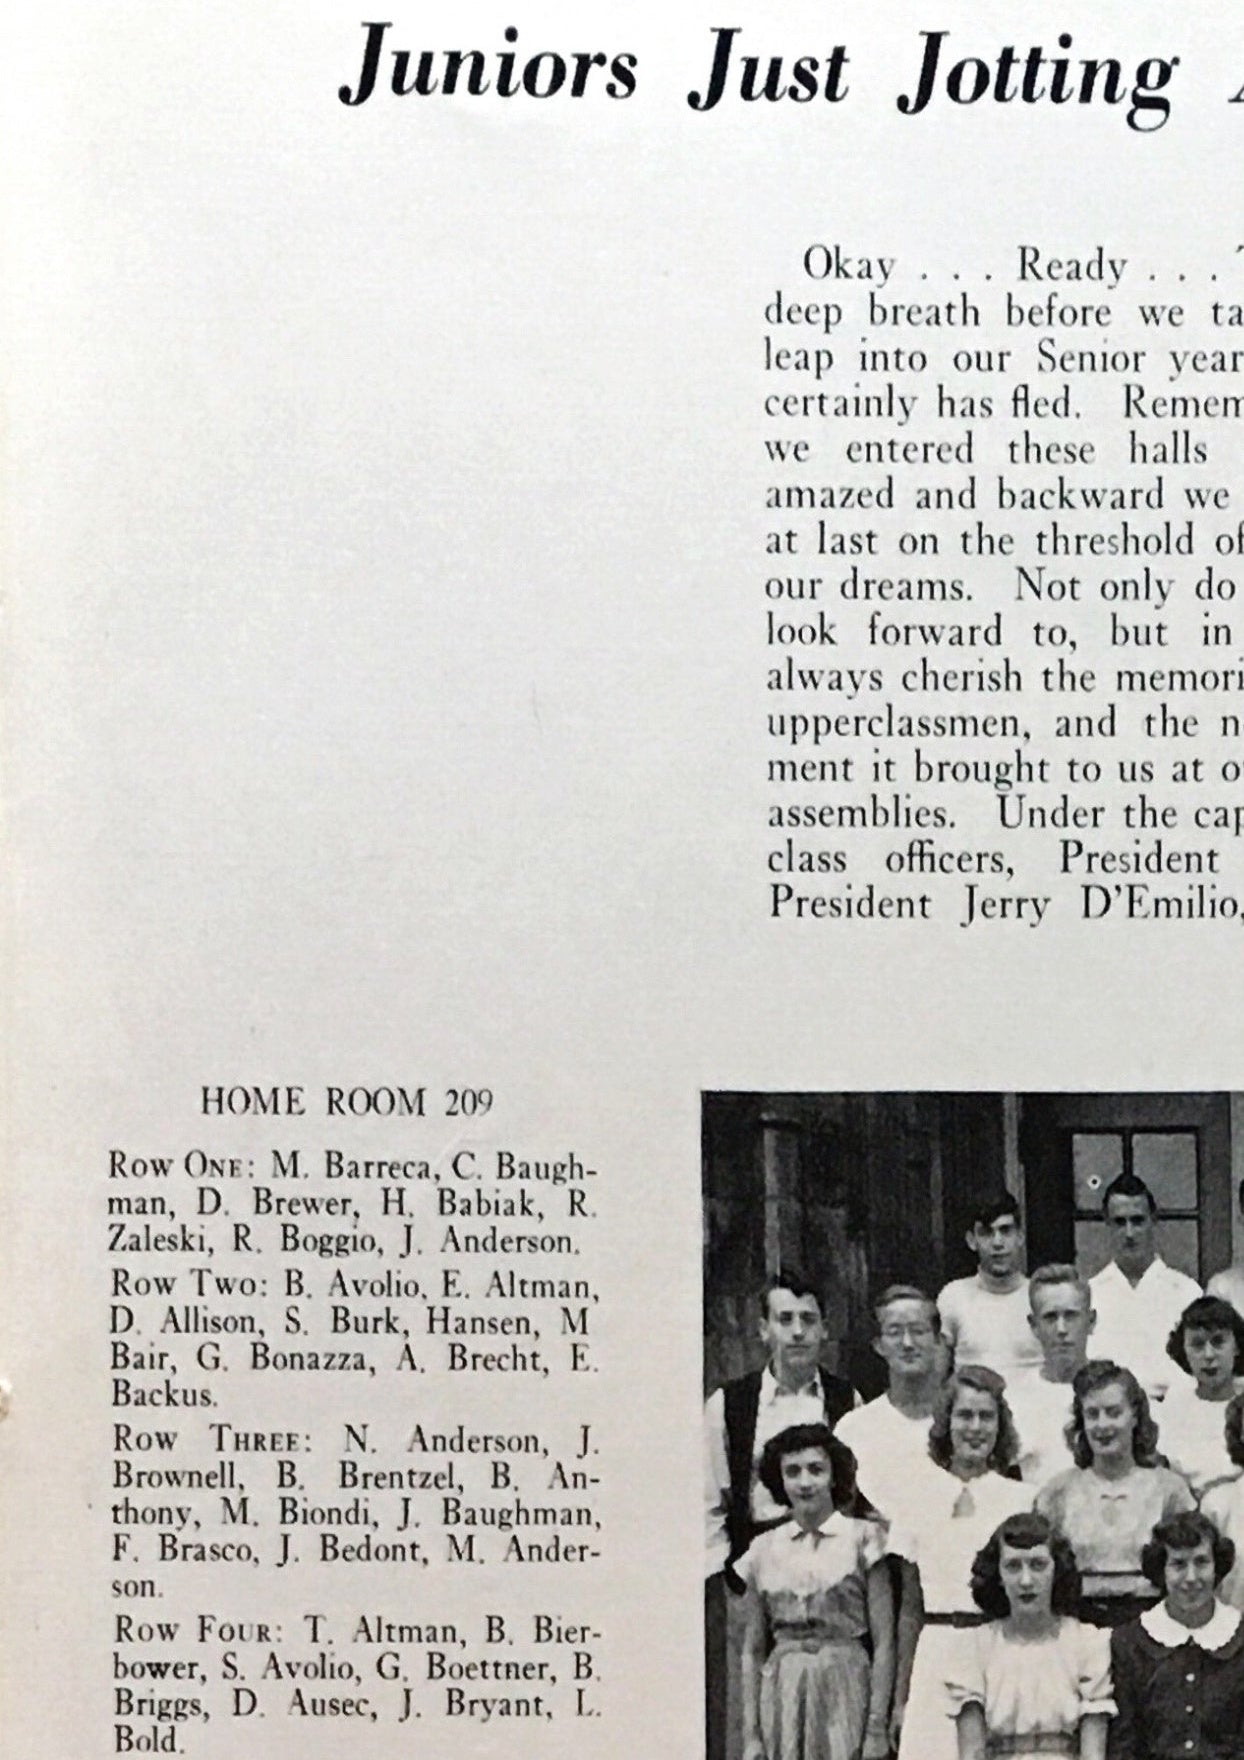 Juniors Just Jotting
Okay . . . Ready . . .
deep breath before we
leap into our Senior year
certainly has fled. Remem
we entered these halls
amazed and backward we
at last on the threshold of
our dreams. Not only do
look forward to, but in
always cherish the memori
upperclassmen, and the n
ment it brought to us at
assemblies. Under the cap
class officers, President
President Jerry D'Emilio,
HOME ROOM 209
Row One: M. Barreca, C. Baugh-
man, D. Brewer, H. Babiak, R.
Zaleski, R. Boggio, J. Anderson.
Row Two: B. Avolio, E. Altman,
D. Allison, S. Burk, Hansen, M
Bair, G. Bonazza, A. Brecht, E.
Backus.
Row Three: N. Anderson, J.
Brownell, B. Brentzel, B. An-
thony, M. Biondi, J. Baughman,
F. Brasco, J. Bedont, M. Ander-
son.
Row Four: T. Altman, B. Bier-
bower, S. Avolio, G. Boettner, B.
Briggs, D. Ausec, J. Bryant, L.
Bold.